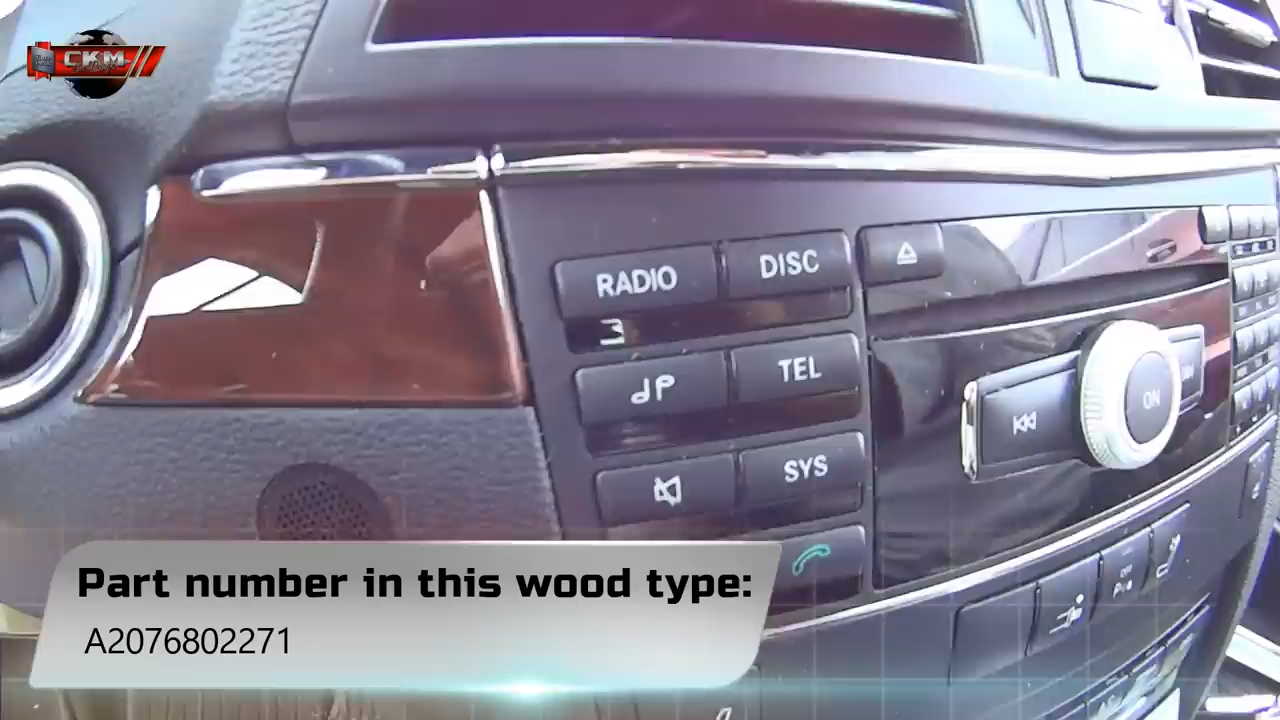 CKM
RADIO
DISC
TEL
SYS
ON
Part number in this wood type:
A2076802271